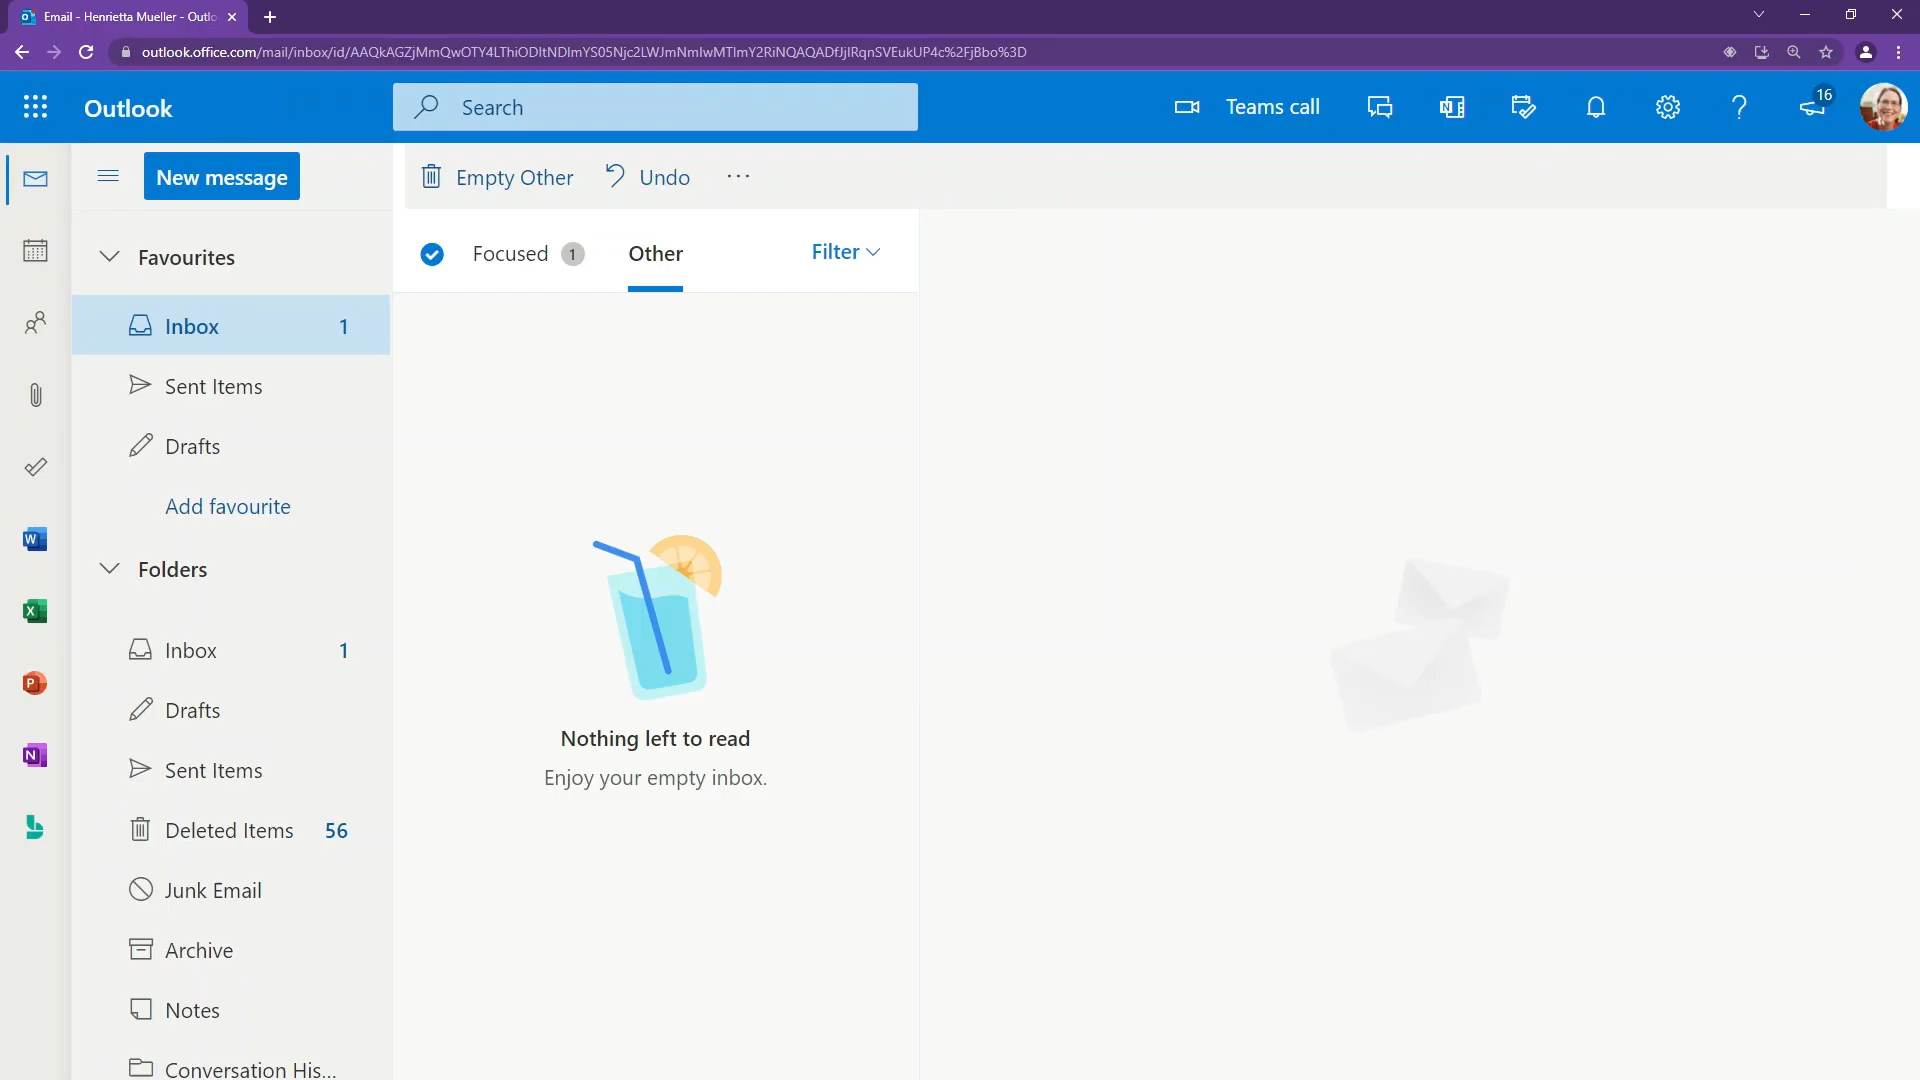 Email - Henrietta Mueller - Outlo
outlook.office.com/mail/inbox/id/AAQkAGZjMmQwOTY4LThiODItNDlmYS05Njc2LWJmNmIwMTlmY2RiNQAQADfJjlRqnSVEukUP4c%2FjBbo%3D
Outlook
Search
Teams call
16
New message
Empty Other
Undo
Favourites
Focused 1
Other
Filter
Inbox 1
Sent Items
Drafts
Add favourite
Folders
Inbox 1
Drafts
Sent Items
Deleted Items 56
Junk Email
Archive
Notes
Conversation His...
Nothing left to read
Enjoy your empty inbox.